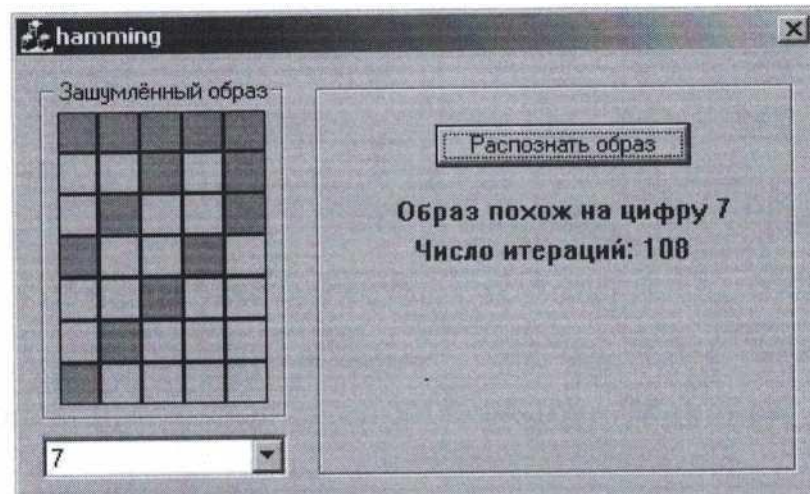 hamming
Зашумлённый образ
Распознать образ
Образ похож на цифру 7
Число итераций: 108
7